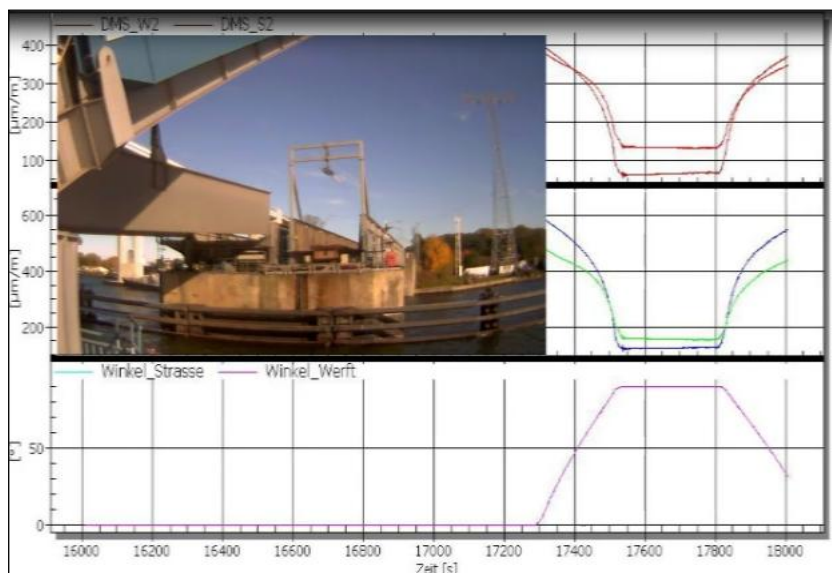 DMS_W2 DMS_S2
400
300
200
100
[µm/m]
600
400
200
[µm/m]
Winkel_Strasse Winkel_Werft
50
0
[°]
16000 16200 16400 16600 16800 17000 17200 17400 17600 17800 18000
Zeit [s]